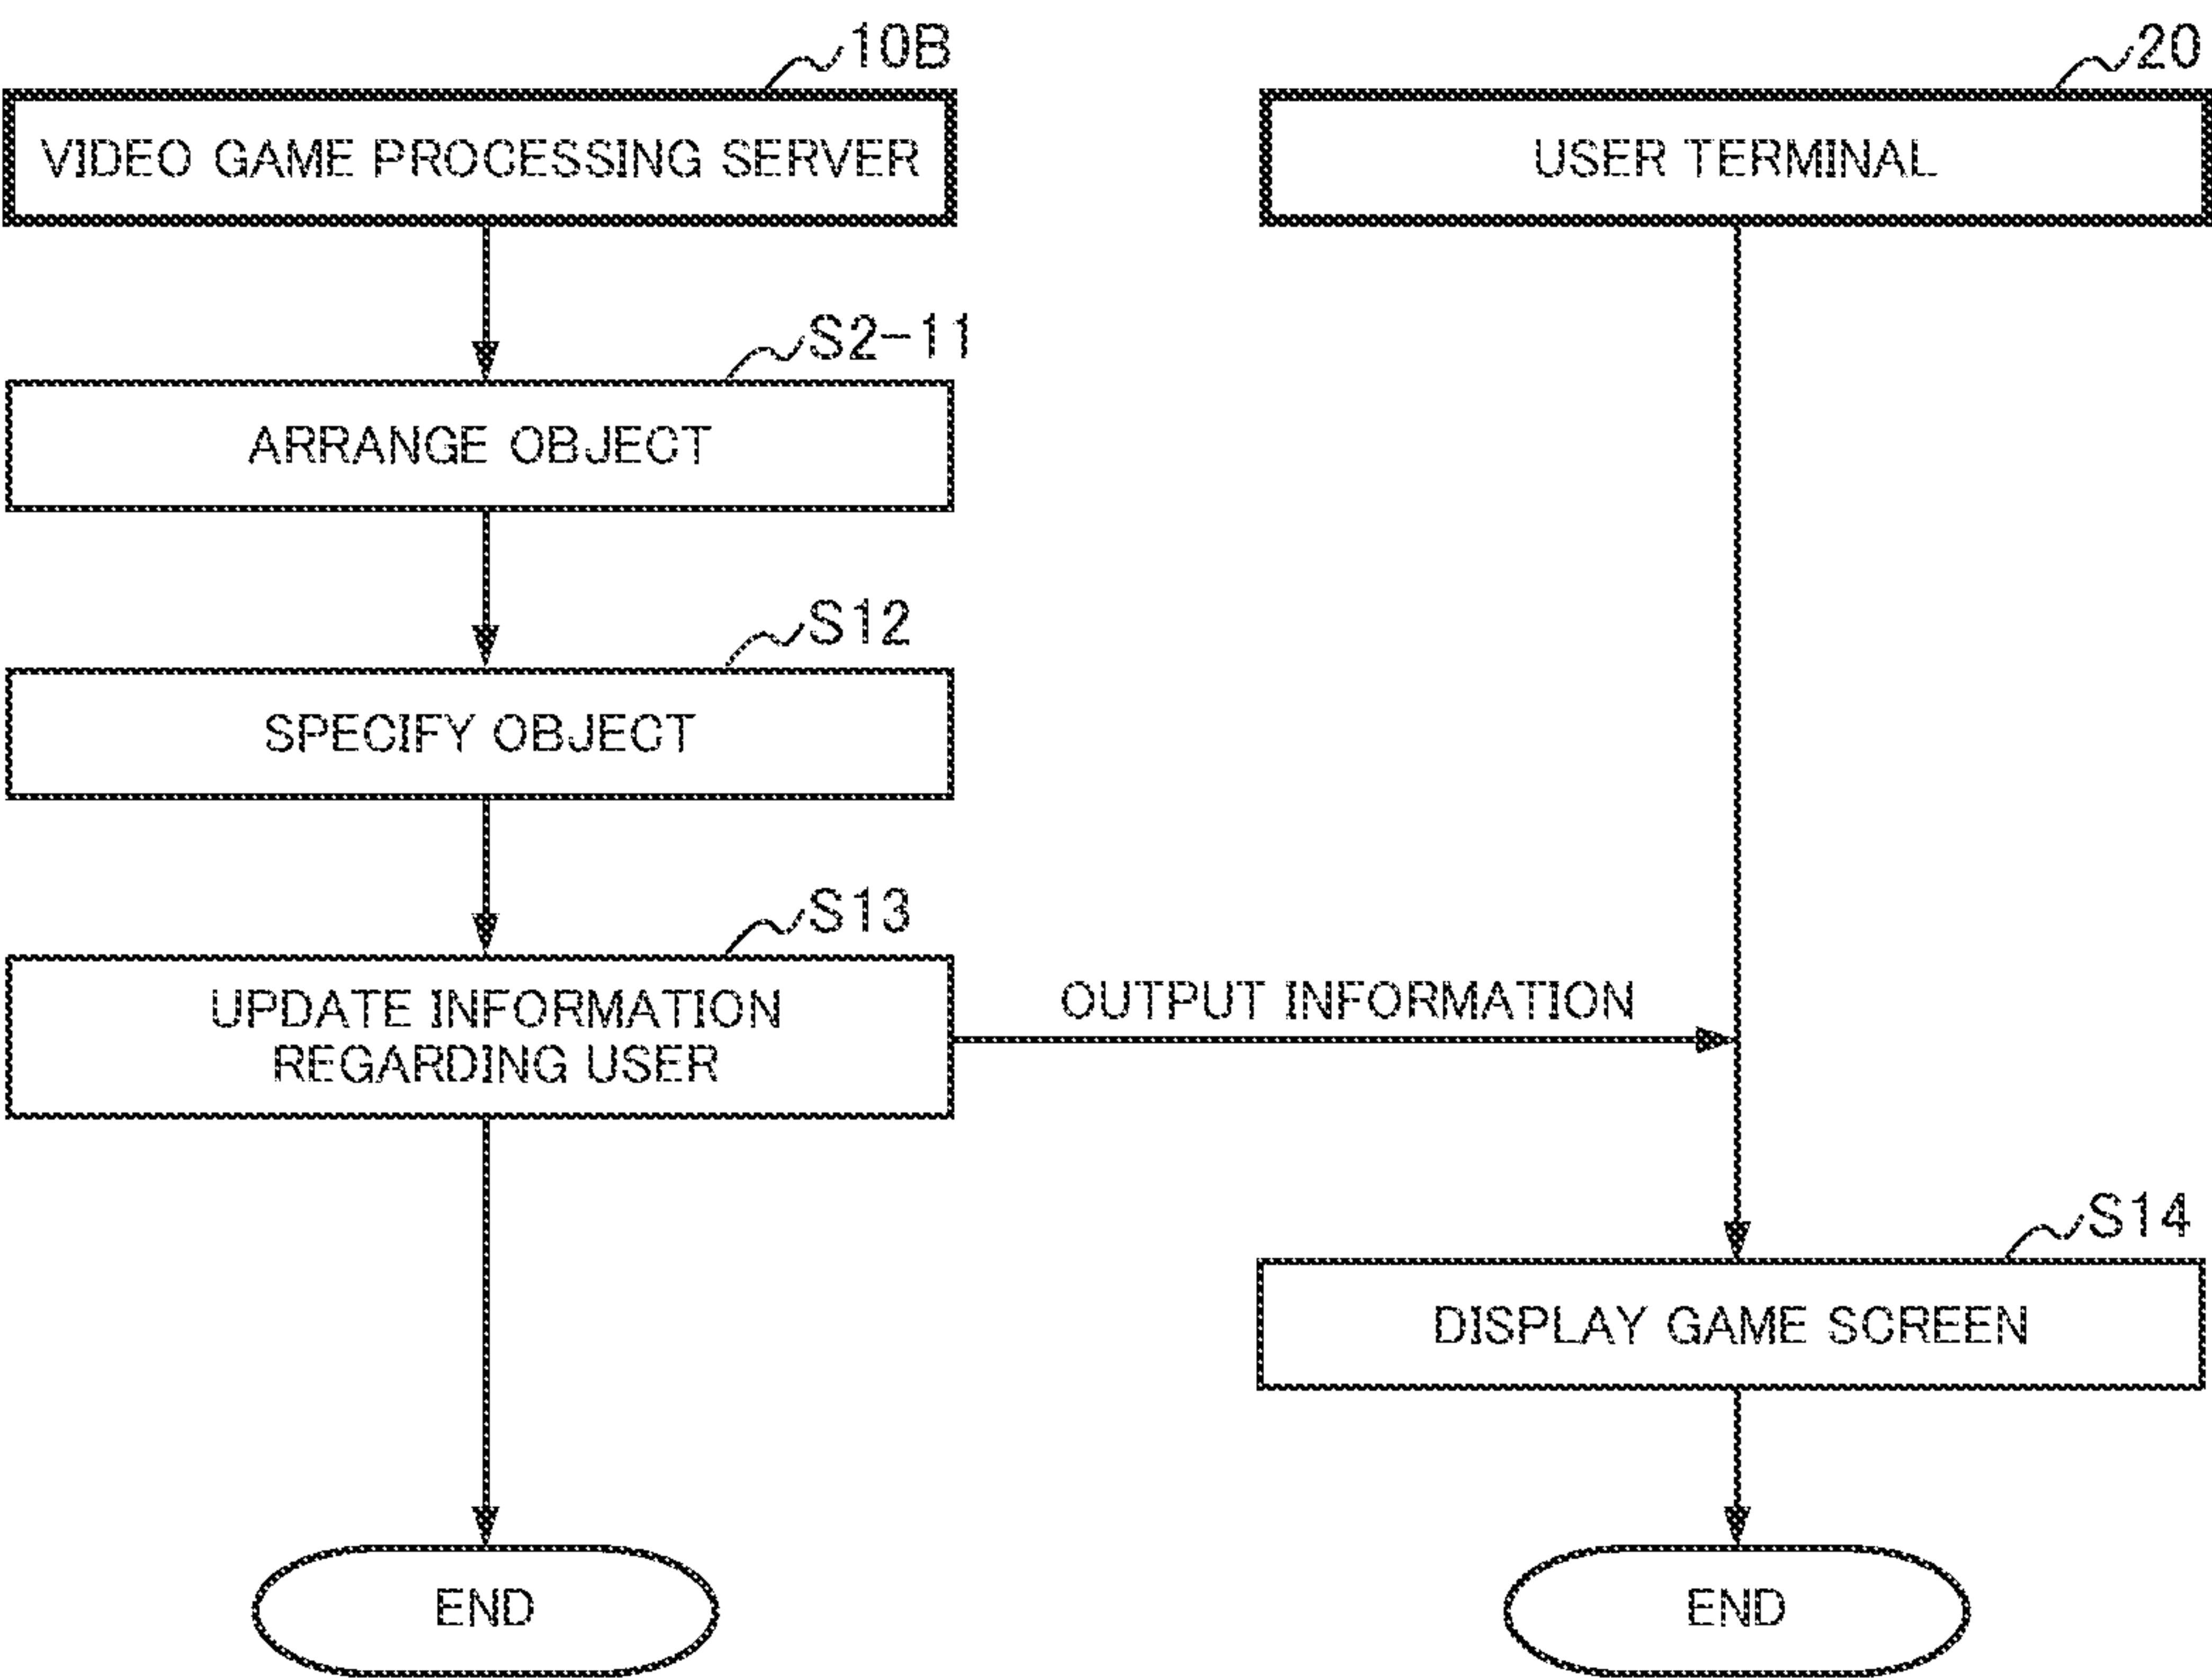 10B
20
VIDEO GAME PROCESSING SERVER
USER TERMINAL
S2-11
ARRANGE OBJECT
S12
SPECIFY OBJECT
S13
UPDATE INFORMATION
REGARDING USER
OUTPUT INFORMATION
S14
DISPLAY GAME SCREEN
END
END